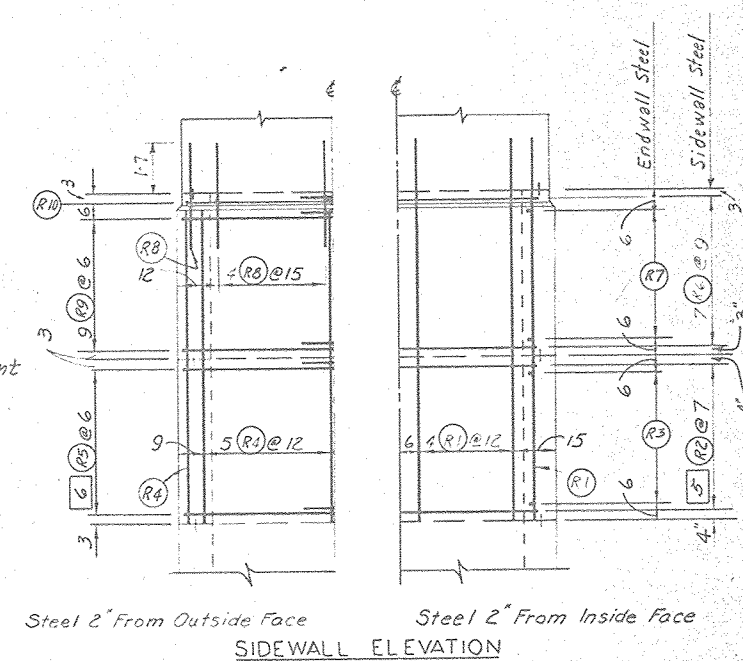 ℄ ℄
Endwall Steel
Sidewall Steel
1-7
3
R10
6
3
R8
12
4 R8 @ 15
9 R9 @ 6
6
R7
7 R6 @ 9
3
6
2"
nt
6
9
5 R4 @ 12
6
4 R1 @ 12
15
R3
R4
R1
6 R5 @ 6
6
5 R2 @ 7
3
4"
Steel 2" From Outside Face
Steel 2" From Inside Face
SIDEWALL ELEVATION